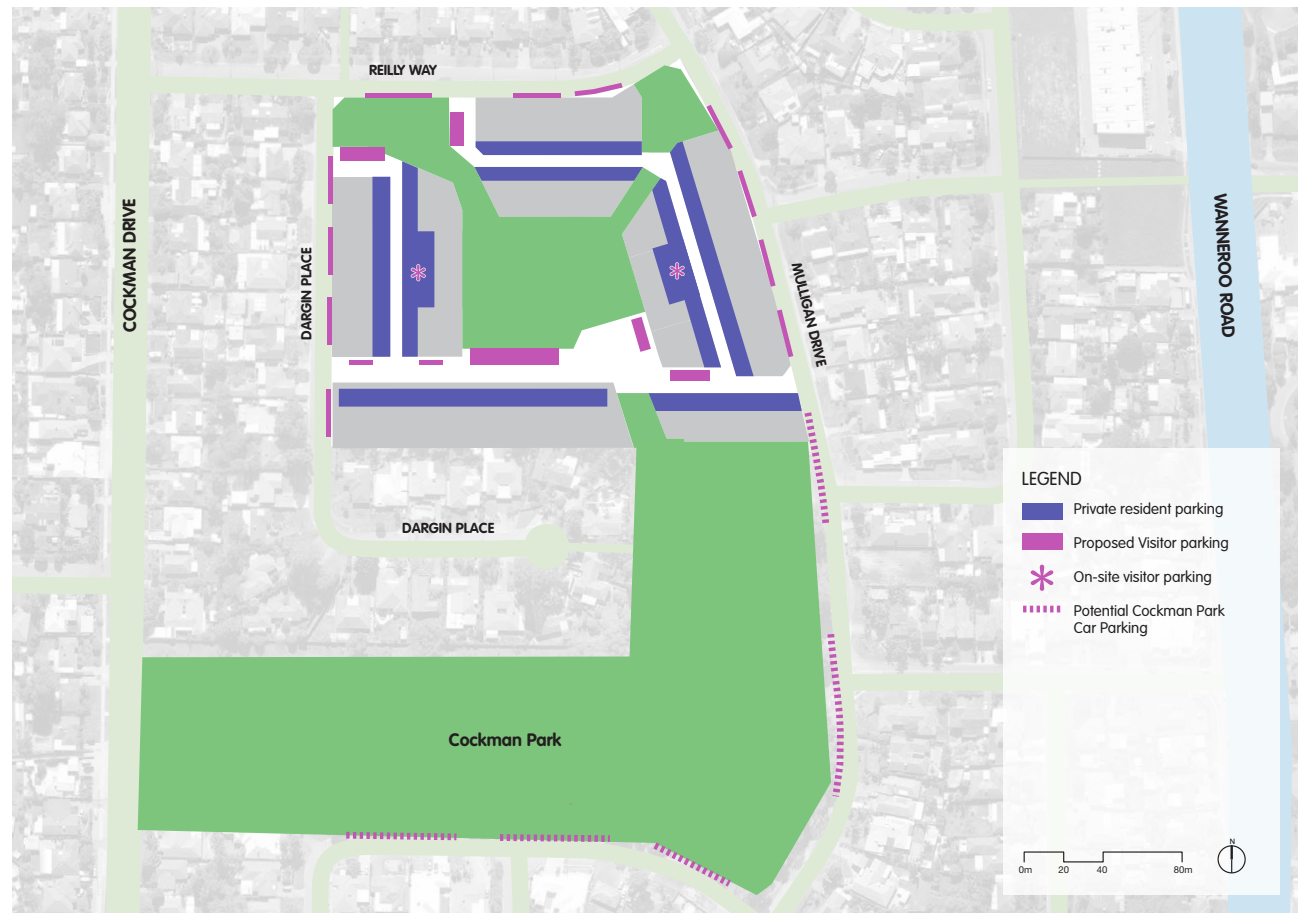 REILLY WAY
COCKMAN DRIVE
DARGIN PLACE
MULLIGAN DRIVE
WANNEROO ROAD
DARGIN PLACE
Cockman Park
LEGEND
Private resident parking
Proposed Visitor parking
On-site visitor parking
Potential Cockman Park
Car Parking
N
0m 20 40 80m